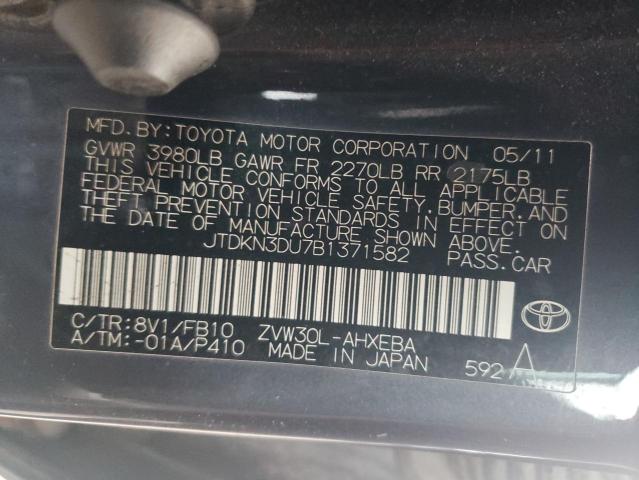 MFD. BY: TOYOTA MOTOR CORPORATION 05/11
GVWR 3980LB GAWR FR 2270LB RR 2175LB
THIS VEHICLE CONFORMS TO ALL APPLICABLE
FEDERAL MOTOR VEHICLE SAFETY, BUMPER, AND
THEFT PREVENTION STANDARDS IN EFFECT ON
THE DATE OF MANUFACTURE SHOWN ABOVE.
JTDKN3DU7B1371582 PASS. CAR
C/TR: 8V1/FB10 ZVW30L-AHXEBA
A/TM: -01A/P410 MADE IN JAPAN 592 A